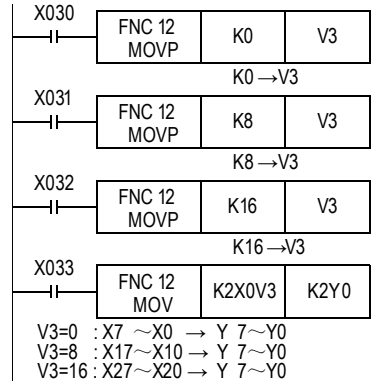 X030
FNC 12
MOVP K0 V3
K0→V3
X031
FNC 12
MOVP K8 V3
K8→V3
X032
FNC 12
MOVP K16 V3
K16→V3
X033
FNC 12
MOV K2X0V3 K2Y0
V3=0 : X7 ～X0 → Y 7～Y0
V3=8 : X17～X10 → Y 7～Y0
V3=16 : X27～X20 → Y 7～Y0